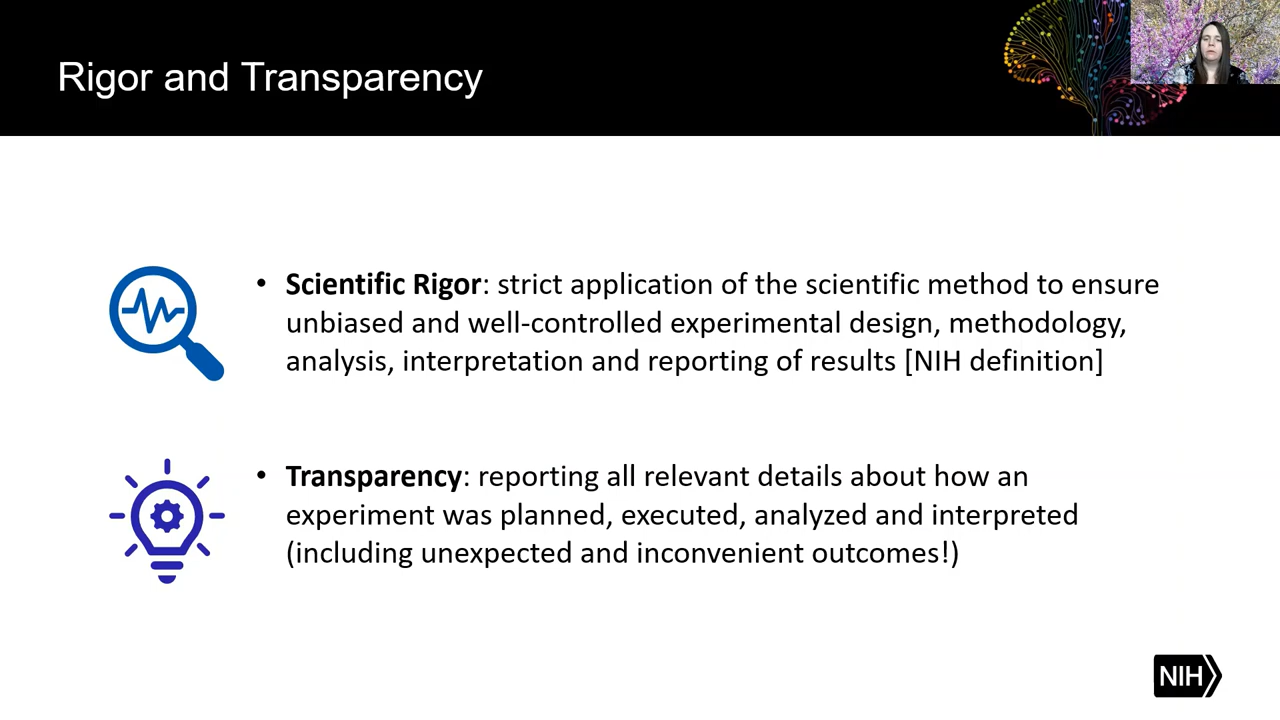 Rigor and Transparency
• Scientific Rigor: strict application of the scientific method to ensure
unbiased and well-controlled experimental design, methodology,
analysis, interpretation and reporting of results [NIH definition]
• Transparency: reporting all relevant details about how an
experiment was planned, executed, analyzed and interpreted
(including unexpected and inconvenient outcomes!)
NIH